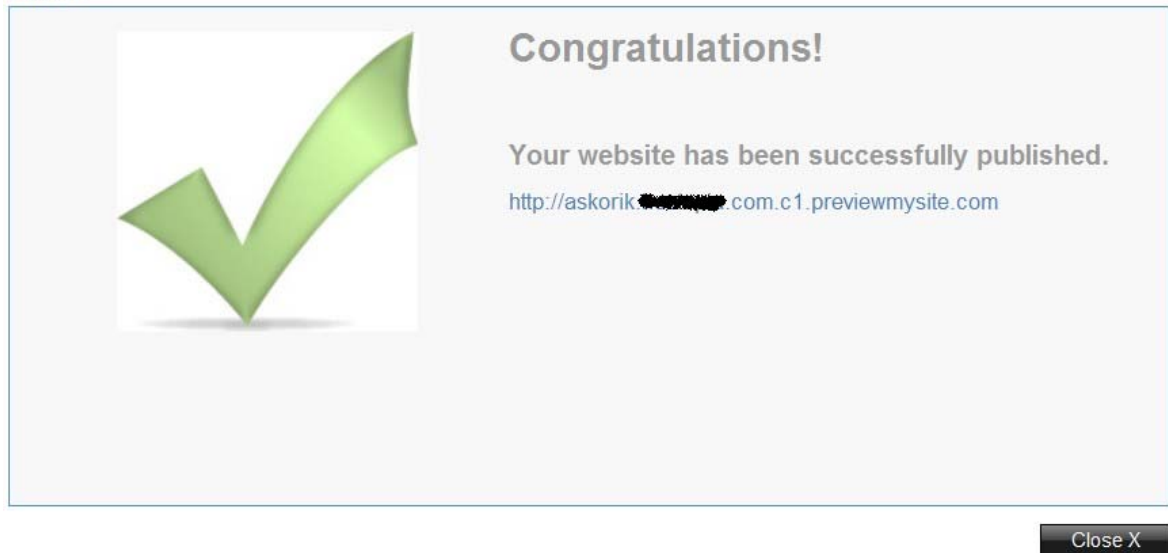 Congratulations!
Your website has been successfully published.
http://askorik. .com.c1.previewmysite.com
Close X